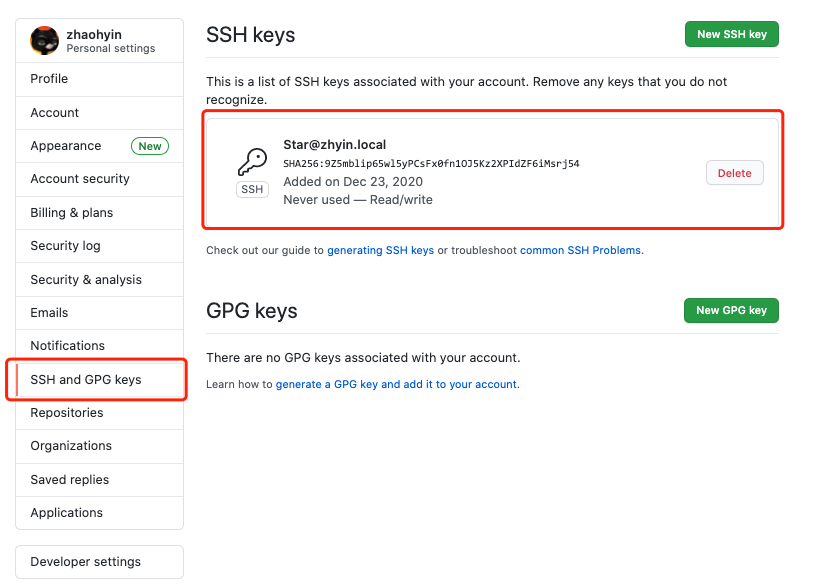 zhaohyin
Personal settings
Profile
Account
Appearance New
Account security
Billing & plans
Security log
Security & analysis
Emails
Notifications
SSH and GPG keys
Repositories
Organizations
Saved replies
Applications
Developer settings
SSH keys
New SSH key
This is a list of SSH keys associated with your account. Remove any keys that you do not
recognize.
SSH
Star@zhyin.local
SHA256:9Z5mblip65wl5yPCsFx0fn1OJ5Kz2XPIdZF6iMsrj54
Added on Dec 23, 2020
Never used — Read/write
Delete
Check out our guide to generating SSH keys or troubleshoot common SSH Problems.
GPG keys
New GPG key
There are no GPG keys associated with your account.
Learn how to generate a GPG key and add it to your account.